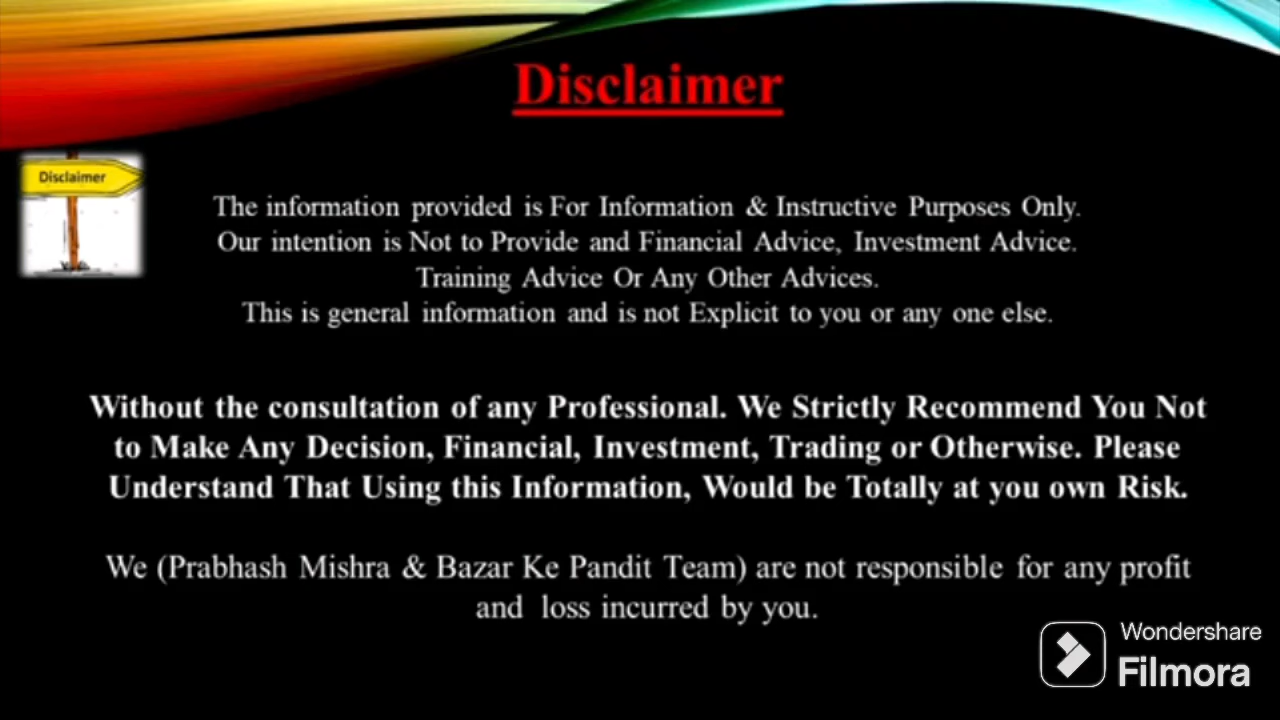 Disclaimer
Disclaimer
The information provided is For Information & Instructive Purposes Only.
Our intention is Not to Provide and Financial Advice, Investment Advice.
Training Advice Or Any Other Advices.
This is general information and is not Explicit to you or any one else.
Without the consultation of any Professional. We Strictly Recommend You Not
to Make Any Decision, Financial, Investment, Trading or Otherwise. Please
Understand That Using this Information, Would be Totally at you own Risk.
We (Prabhash Mishra & Bazar Ke Pandit Team) are not responsible for any profit
and loss incurred by you.
Wondershare
Filmora